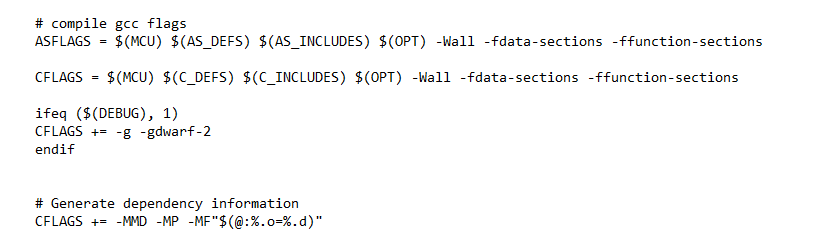 # compile gcc flags
ASFLAGS = $(MCU) $(AS_DEFS) $(AS_INCLUDES) $(OPT) -Wall -fdata-sections -ffunction-sections
CFLAGS = $(MCU) $(C_DEFS) $(C_INCLUDES) $(OPT) -Wall -fdata-sections -ffunction-sections
ifeq ($(DEBUG), 1)
CFLAGS += -g -gdwarf-2
endif
# Generate dependency information
CFLAGS += -MMD -MP -MF"$(@:%.o=%.d)"